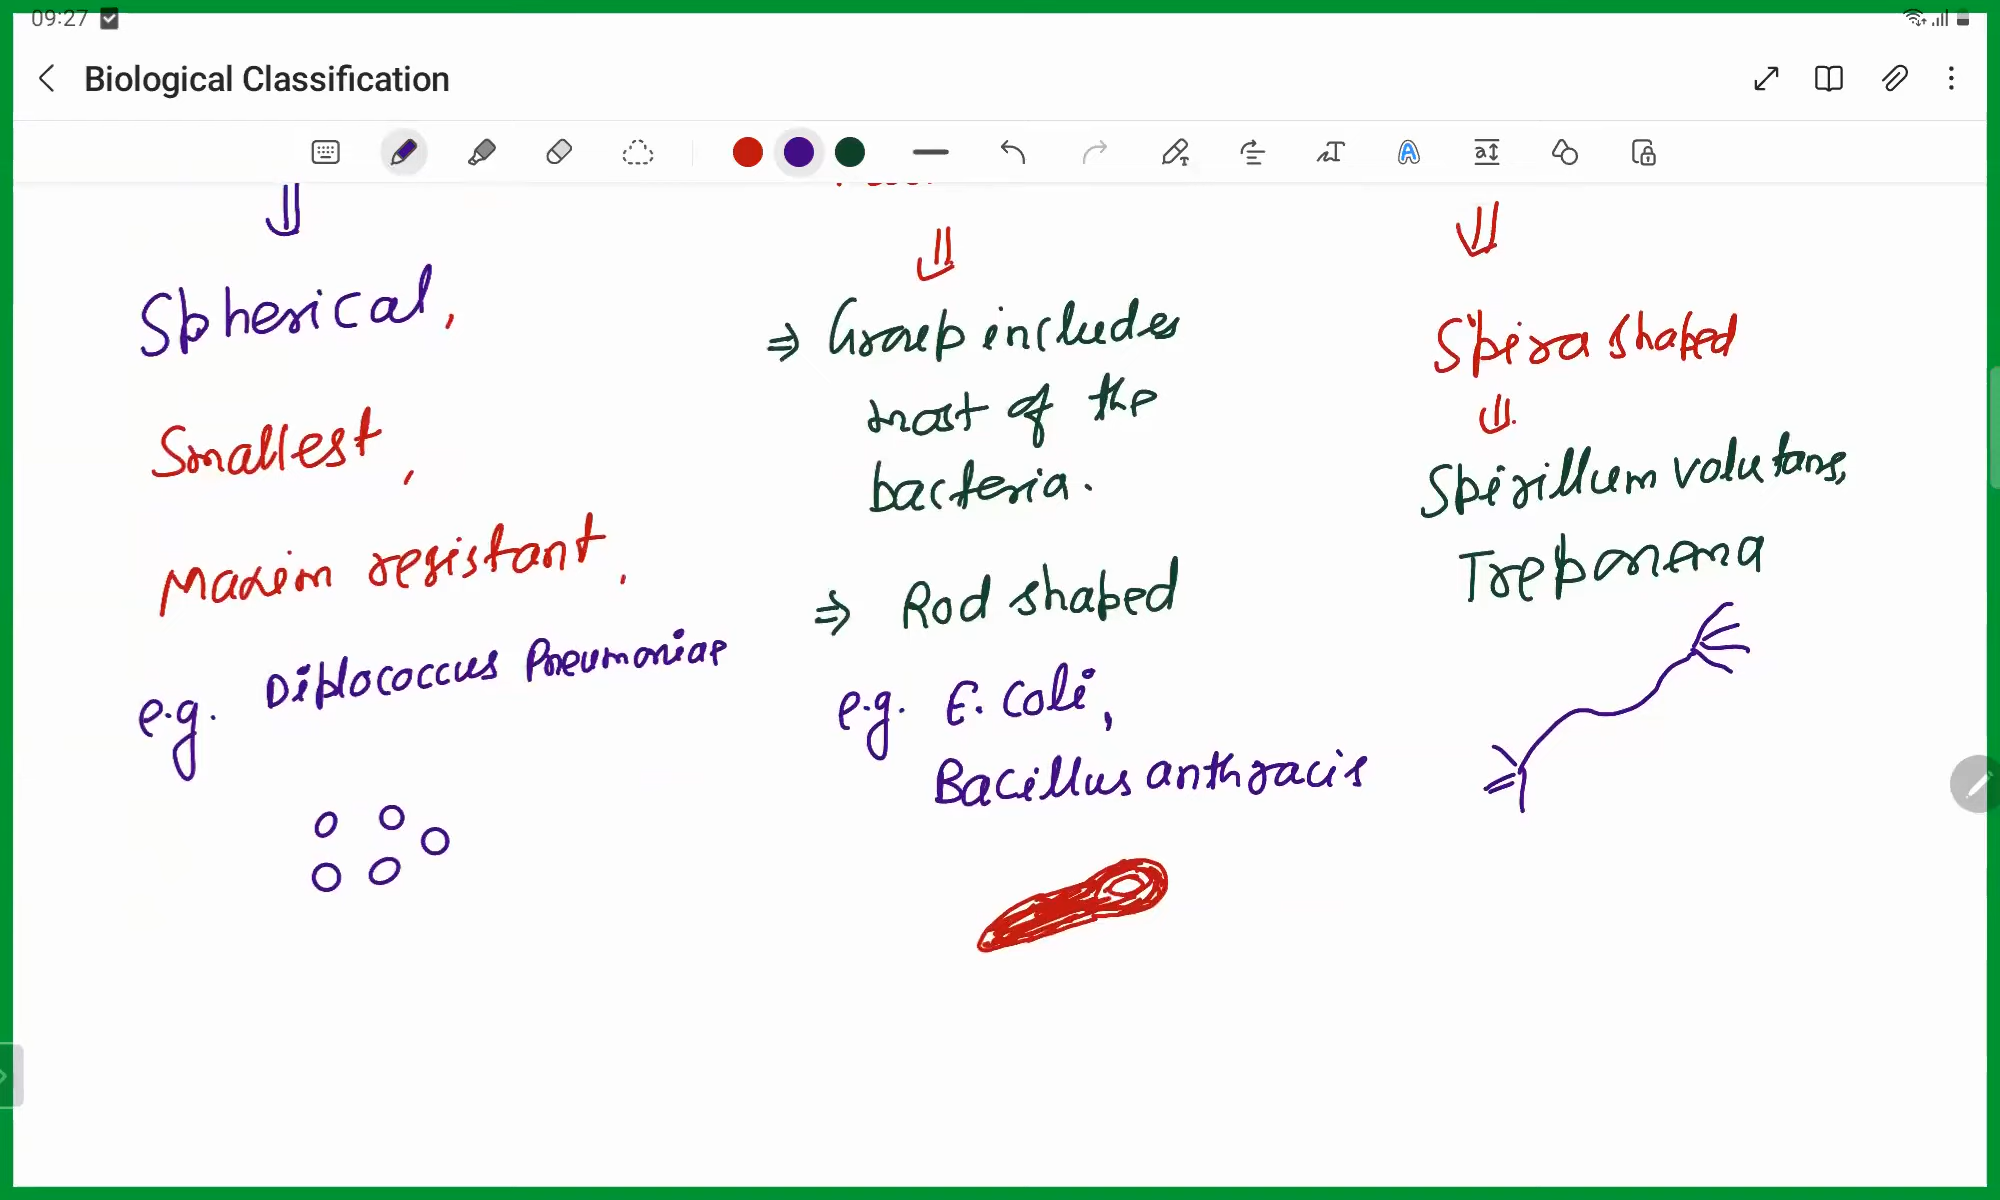 09:27
Biological Classification
Spherical,
Smallest,
Maxim resistant,
e.g. Diplococcus Pneumoniae
⇒ Group includes
most of the
bacteria.
⇒ Rod shaped
e.g. E. Coli,
Bacillus anthracis
Spira shaped
Spirillum volutans,
Treponema